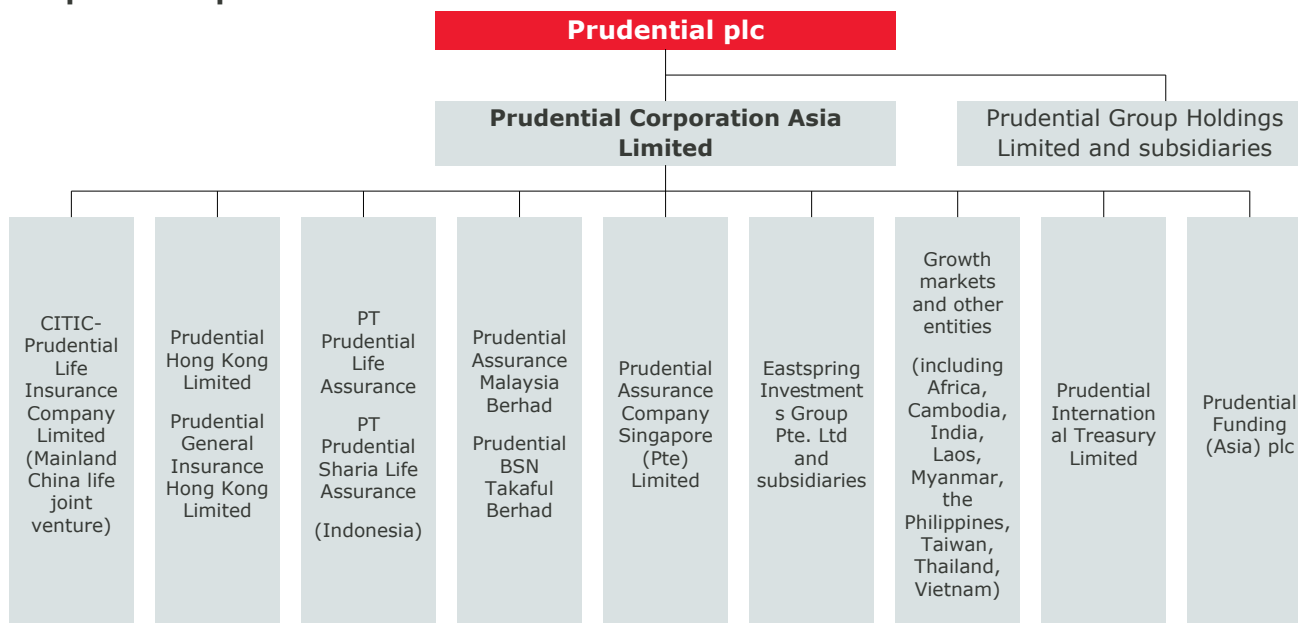 Prudential plc
Prudential Corporation Asia
Limited
Prudential Group Holdings
Limited and subsidiaries
CITIC-
Prudential
Life
Insurance
Company
Limited
(Mainland
China life
joint
venture)
Prudential
Hong Kong
Limited
Prudential
General
Insurance
Hong Kong
Limited
PT
Prudential
Life
Assurance
PT
Prudential
Sharia Life
Assurance
(Indonesia)
Prudential
Assurance
Malaysia
Berhad
Prudential
BSN
Takaful
Berhad
Prudential
Assurance
Company
Singapore
(Pte)
Limited
Eastspring
Investment
s Group
Pte. Ltd
and
subsidiaries
Growth
markets
and other
entities
(including
Africa,
Cambodia,
India,
Laos,
Myanmar,
the
Philippines,
Taiwan,
Thailand,
Vietnam)
Prudential
Internation
al Treasury
Limited
Prudential
Funding
(Asia) plc